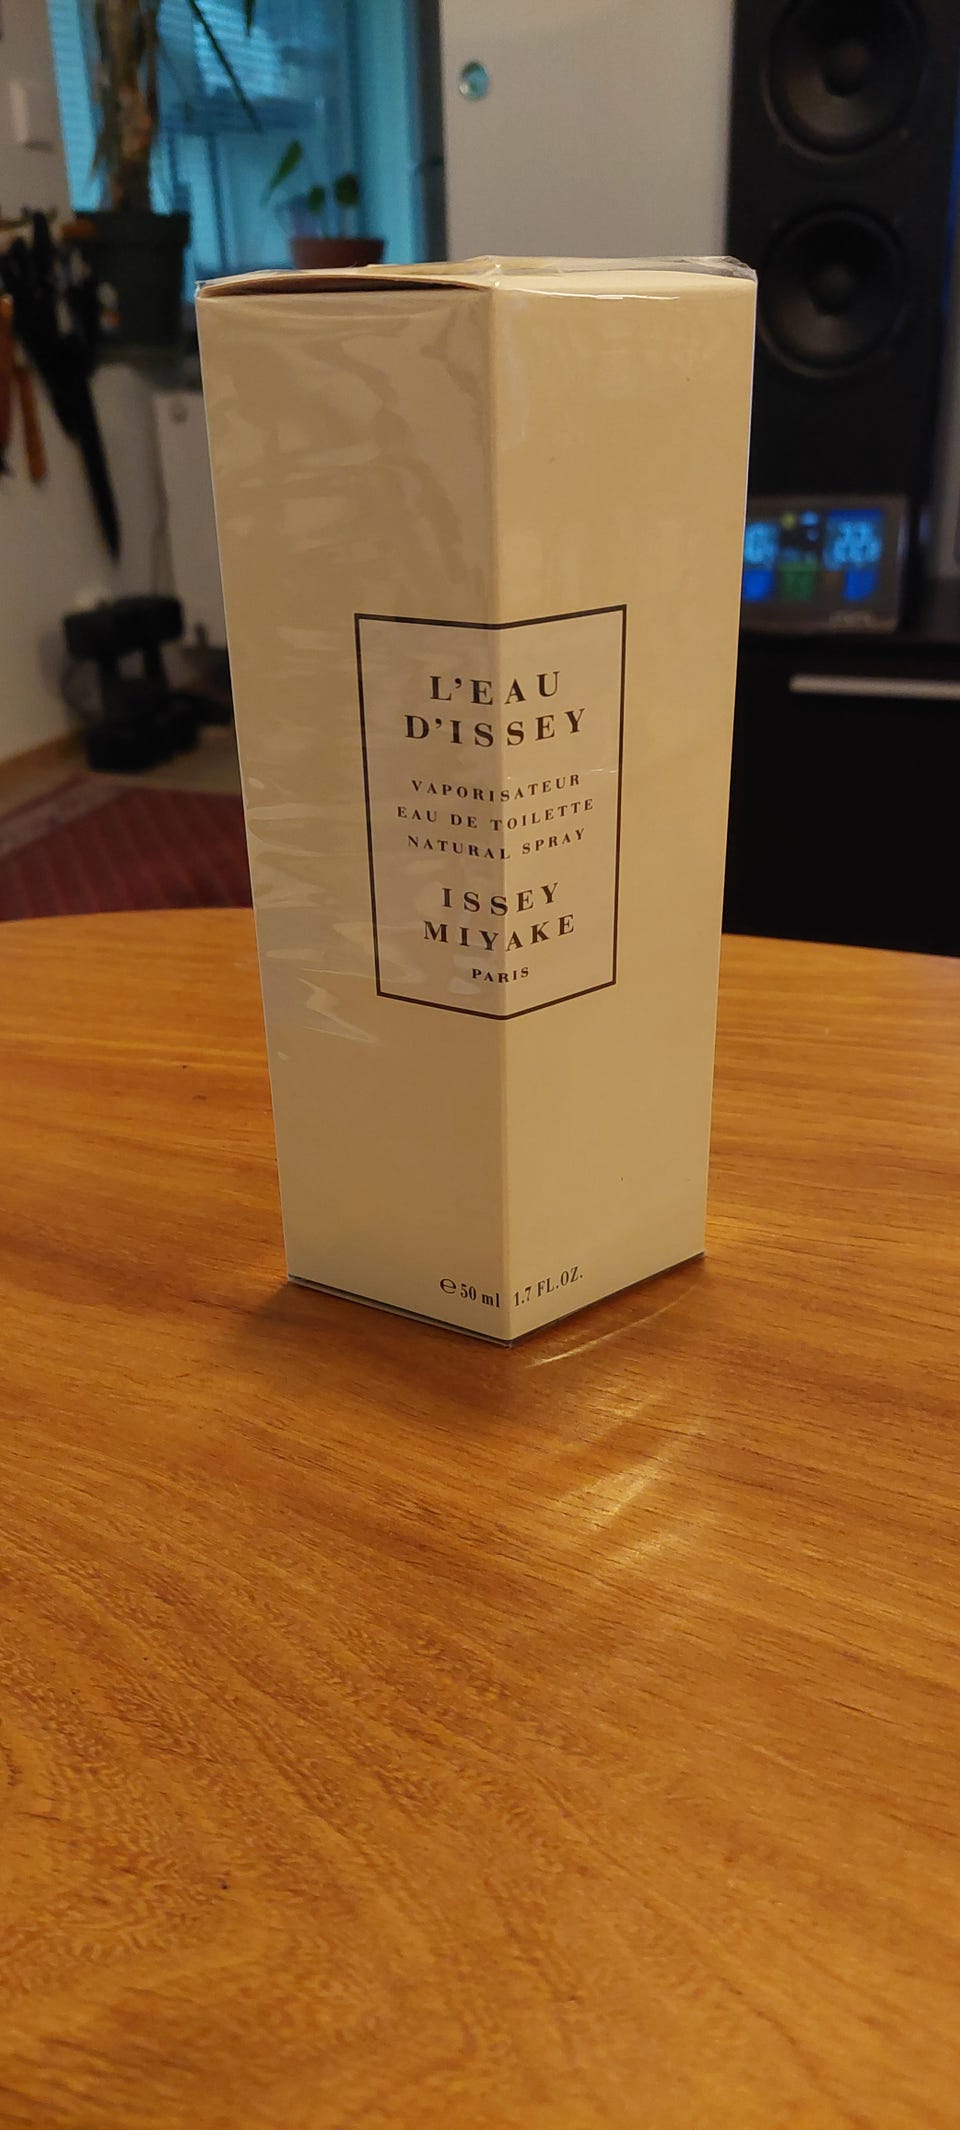 L'EAU
D'ISSEY
VAPORISATEUR
EAU DE TOILETTE
NATURAL SPRAY
ISSEY
MIYAKE
PARIS
℮ 50 ml 1.7 FL.OZ.